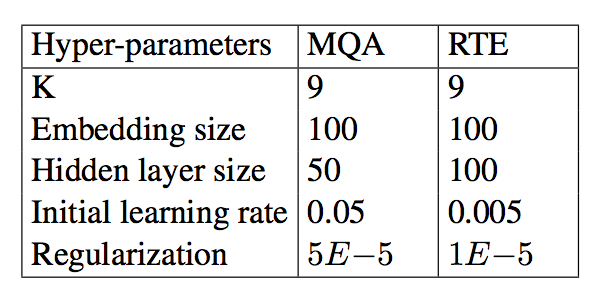 Hyper-parameters MQA RTE
K 9 9
Embedding size 100 100
Hidden layer size 50 100
Initial learning rate 0.05 0.005
Regularization 5E−5 1E−5